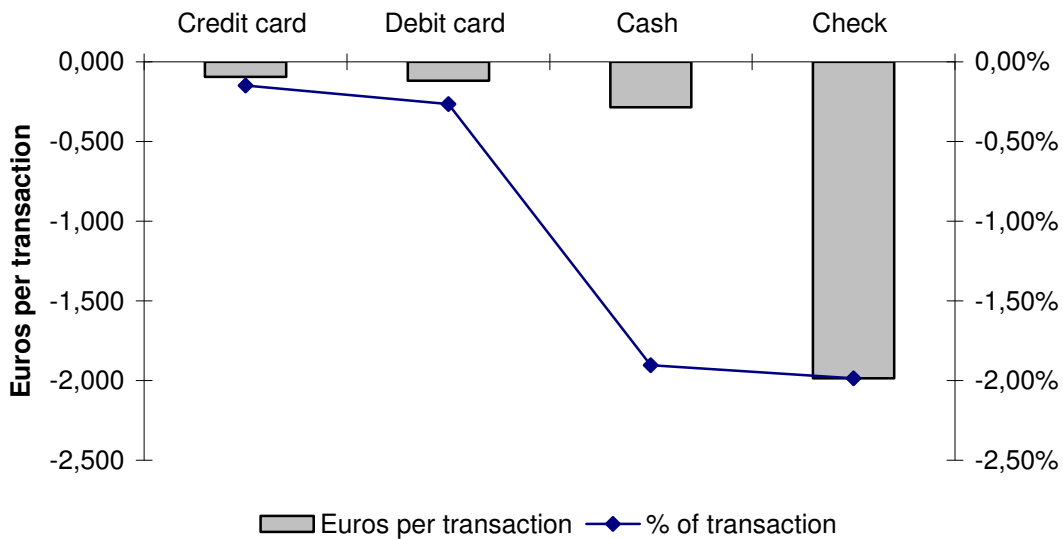 Credit card Debit card Cash Check
0,000 0,00%
-0,500 -0,50%
-1,000 -1,00%
-1,500 -1,50%
-2,000 -2,00%
-2,500 -2,50%
Euros per transaction
Euros per transaction % of transaction